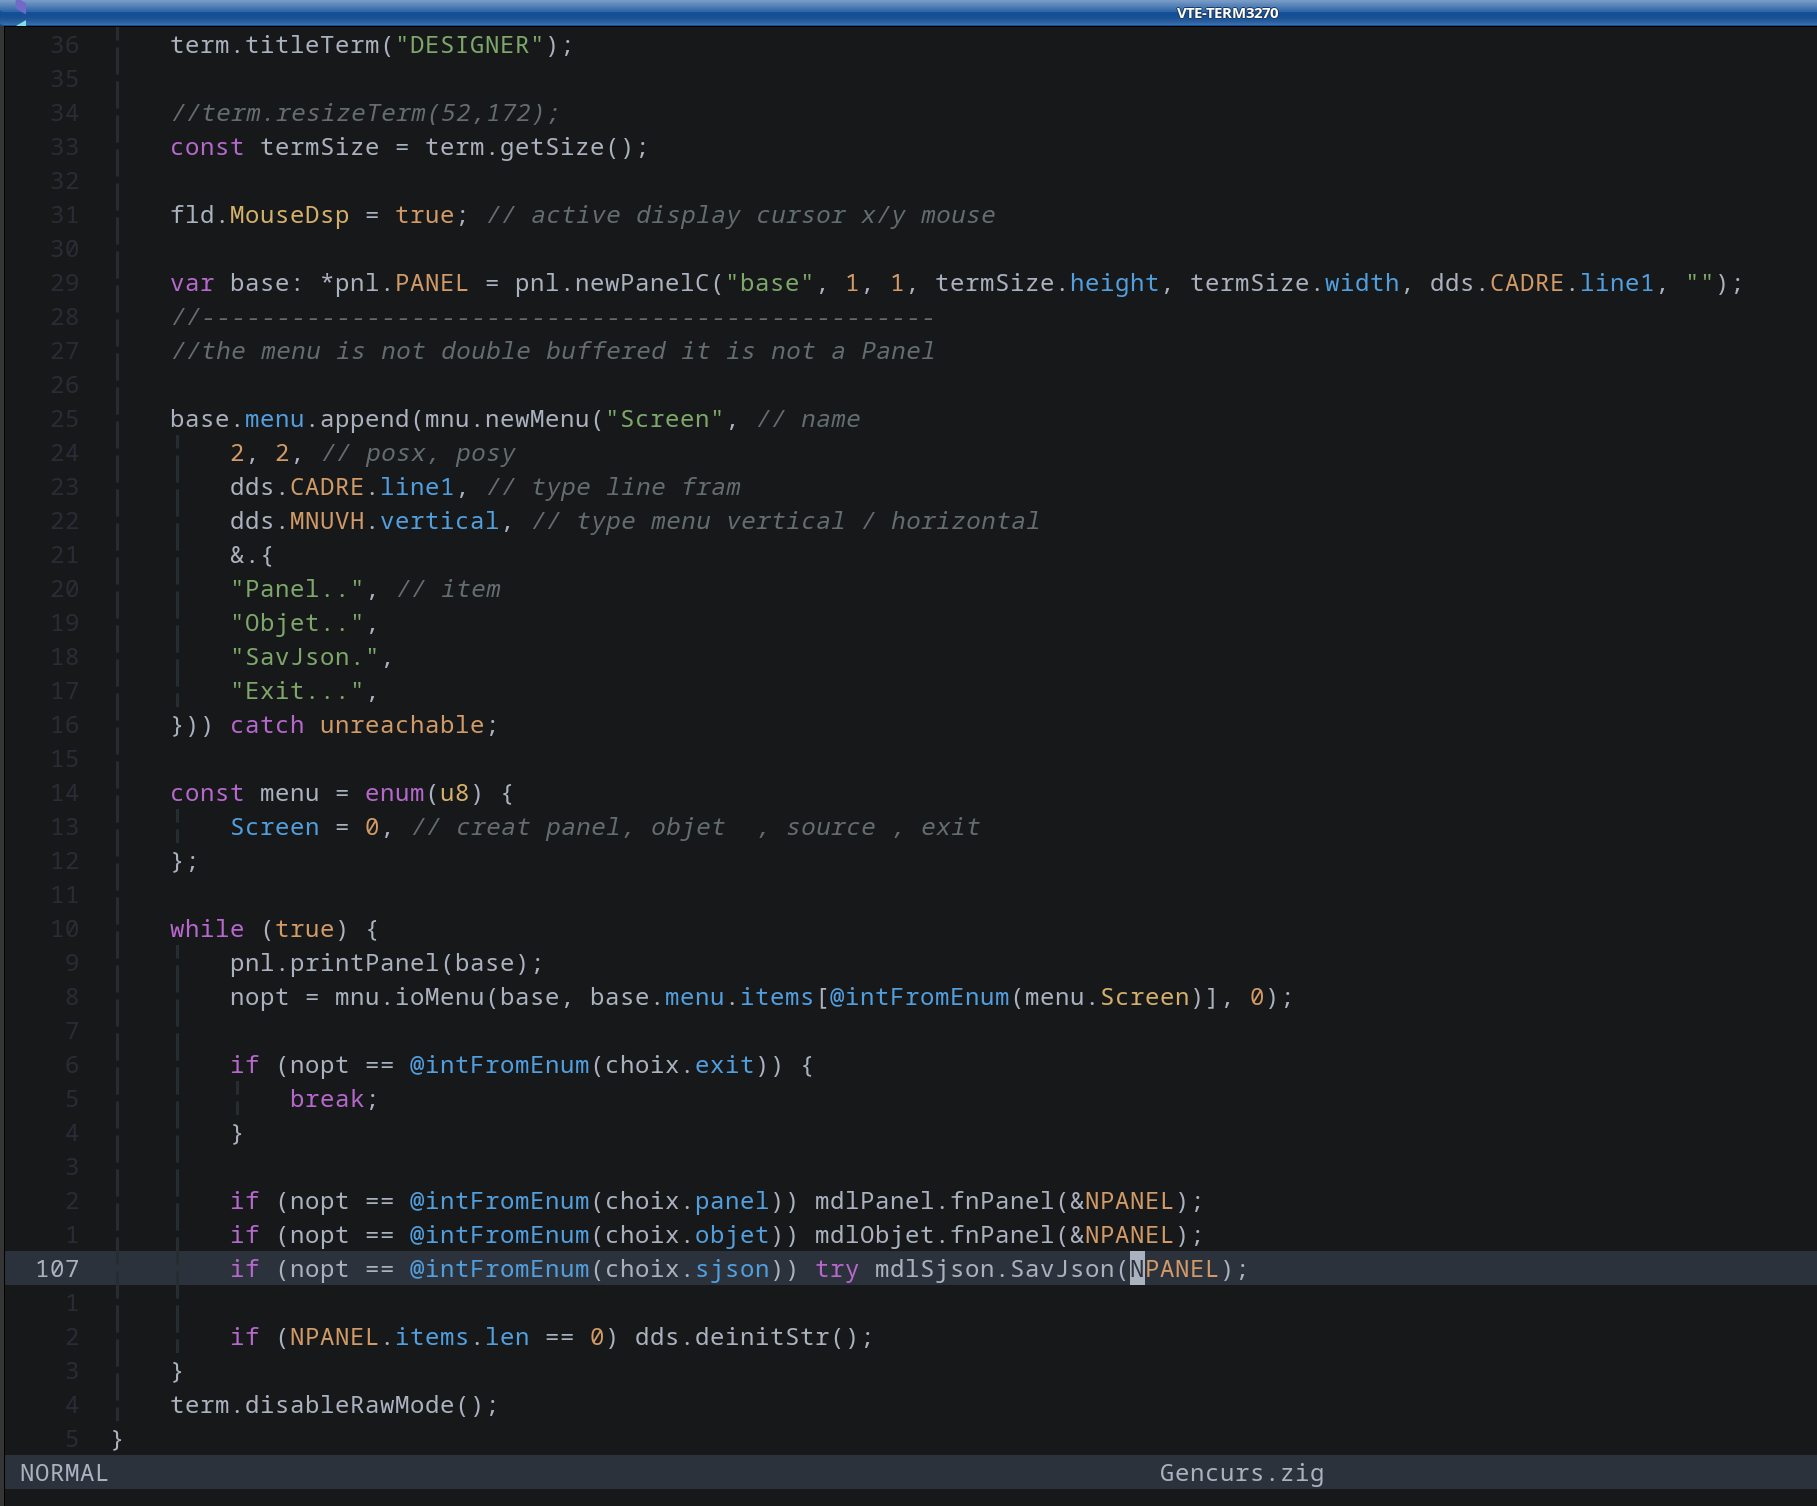 VTE-TERM3270
36 term.titleTerm("DESIGNER");
35
34 //term.resizeTerm(52,172);
33 const termSize = term.getSize();
32
31 fld.MouseDsp = true; // active display cursor x/y mouse
30
29 var base: *pnl.PANEL = pnl.newPanelC("base", 1, 1, termSize.height, termSize.width, dds.CADRE.line1, "");
28 //-------------------------------------------------
27 //the menu is not double buffered it is not a Panel
26
25 base.menu.append(mnu.newMenu("Screen", // name
24 2, 2, // posx, posy
23 dds.CADRE.line1, // type line fram
22 dds.MNUVH.vertical, // type menu vertical / horizontal
21 &.{
20 "Panel..", // item
19 "Objet..",
18 "SavJson.",
17 "Exit...",
16 })) catch unreachable;
15
14 const menu = enum(u8) {
13 Screen = 0, // creat panel, objet  , source , exit
12 };
11
10 while (true) {
9 pnl.printPanel(base);
8 nopt = mnu.ioMenu(base, base.menu.items[@intFromEnum(menu.Screen)], 0);
7
6 if (nopt == @intFromEnum(choix.exit)) {
5 break;
4 }
3
2 if (nopt == @intFromEnum(choix.panel)) mdlPanel.fnPanel(&NPANEL);
1 if (nopt == @intFromEnum(choix.objet)) mdlObjet.fnPanel(&NPANEL);
107 if (nopt == @intFromEnum(choix.sjson)) try mdlSjson.SavJson(NPANEL);
1
2 if (NPANEL.items.len == 0) dds.deinitStr();
3 }
4 term.disableRawMode();
5 }
NORMAL Gencurs.zig